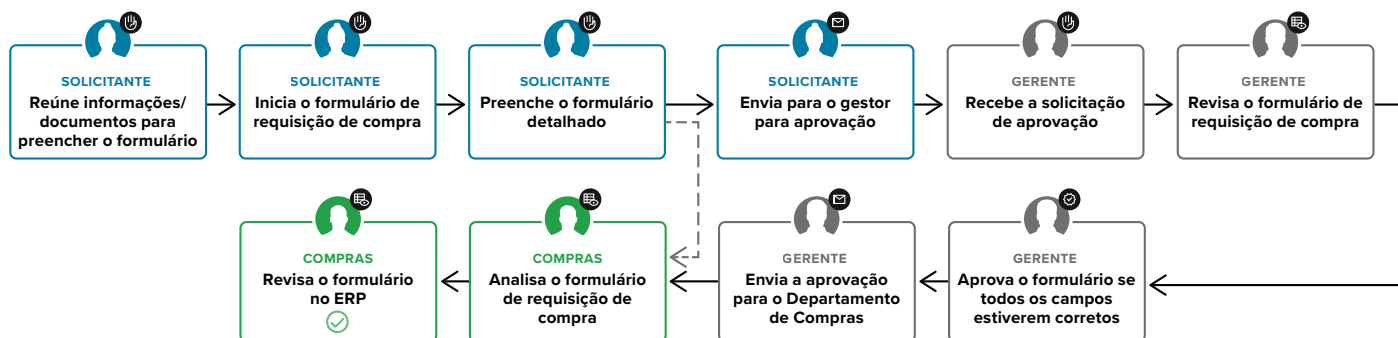 SOLICITANTE
Reúne informações/
documentos para
preencher o formulário
SOLICITANTE
Inicia o formulário de
requisição de compra
SOLICITANTE
Preenche o formulário
detalhado
SOLICITANTE
Envia para o gestor
para aprovação
GERENTE
Recebe a solicitação
de aprovação
GERENTE
Revisa o formulário de
requisição de compra
COMPRAS
Revisa o formulário
no ERP
COMPRAS
Analisa o formulário
de requisição de
compra
GERENTE
Envia a aprovação
para o Departamento
de Compras
GERENTE
Aprova o formulário se
todos os campos
estiverem corretos